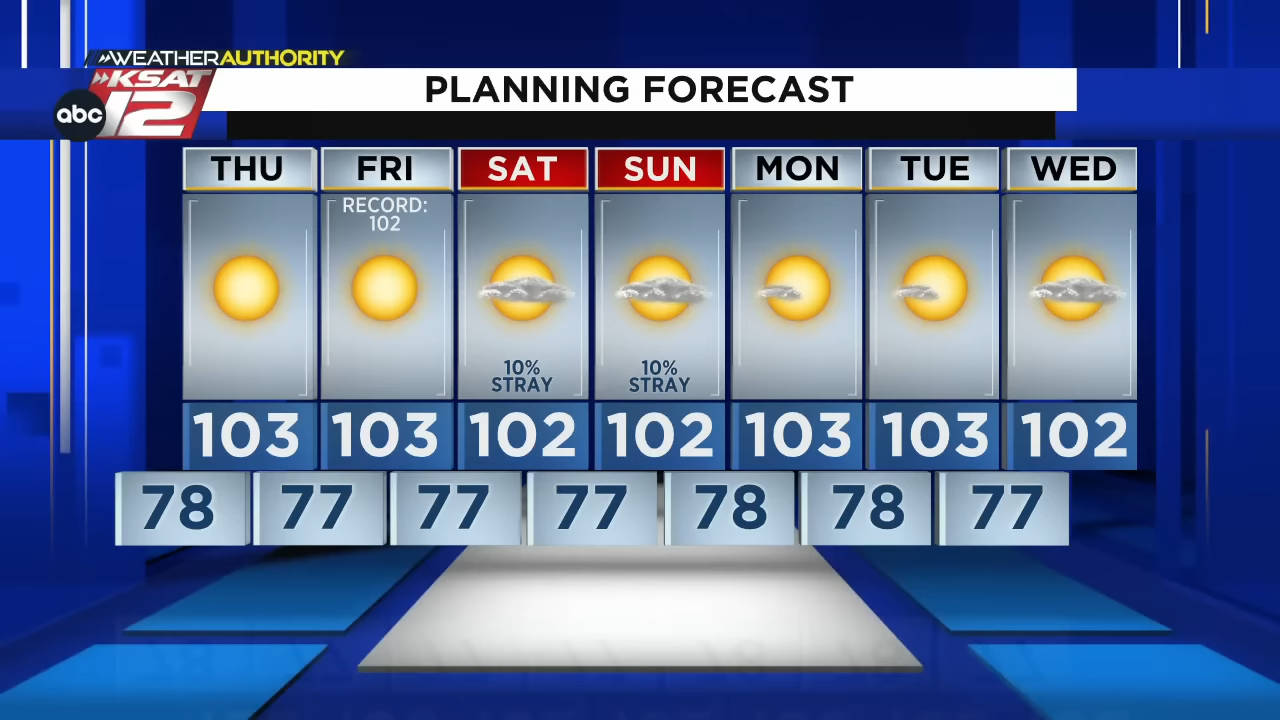 WEATHERAUTHORITY
KSAT
abc 12
PLANNING FORECAST
THU FRI SAT SUN MON TUE WED
RECORD:
102
10% 10%
STRAY STRAY
103 103 102 102 103 103 102
78 77 77 77 78 78 77